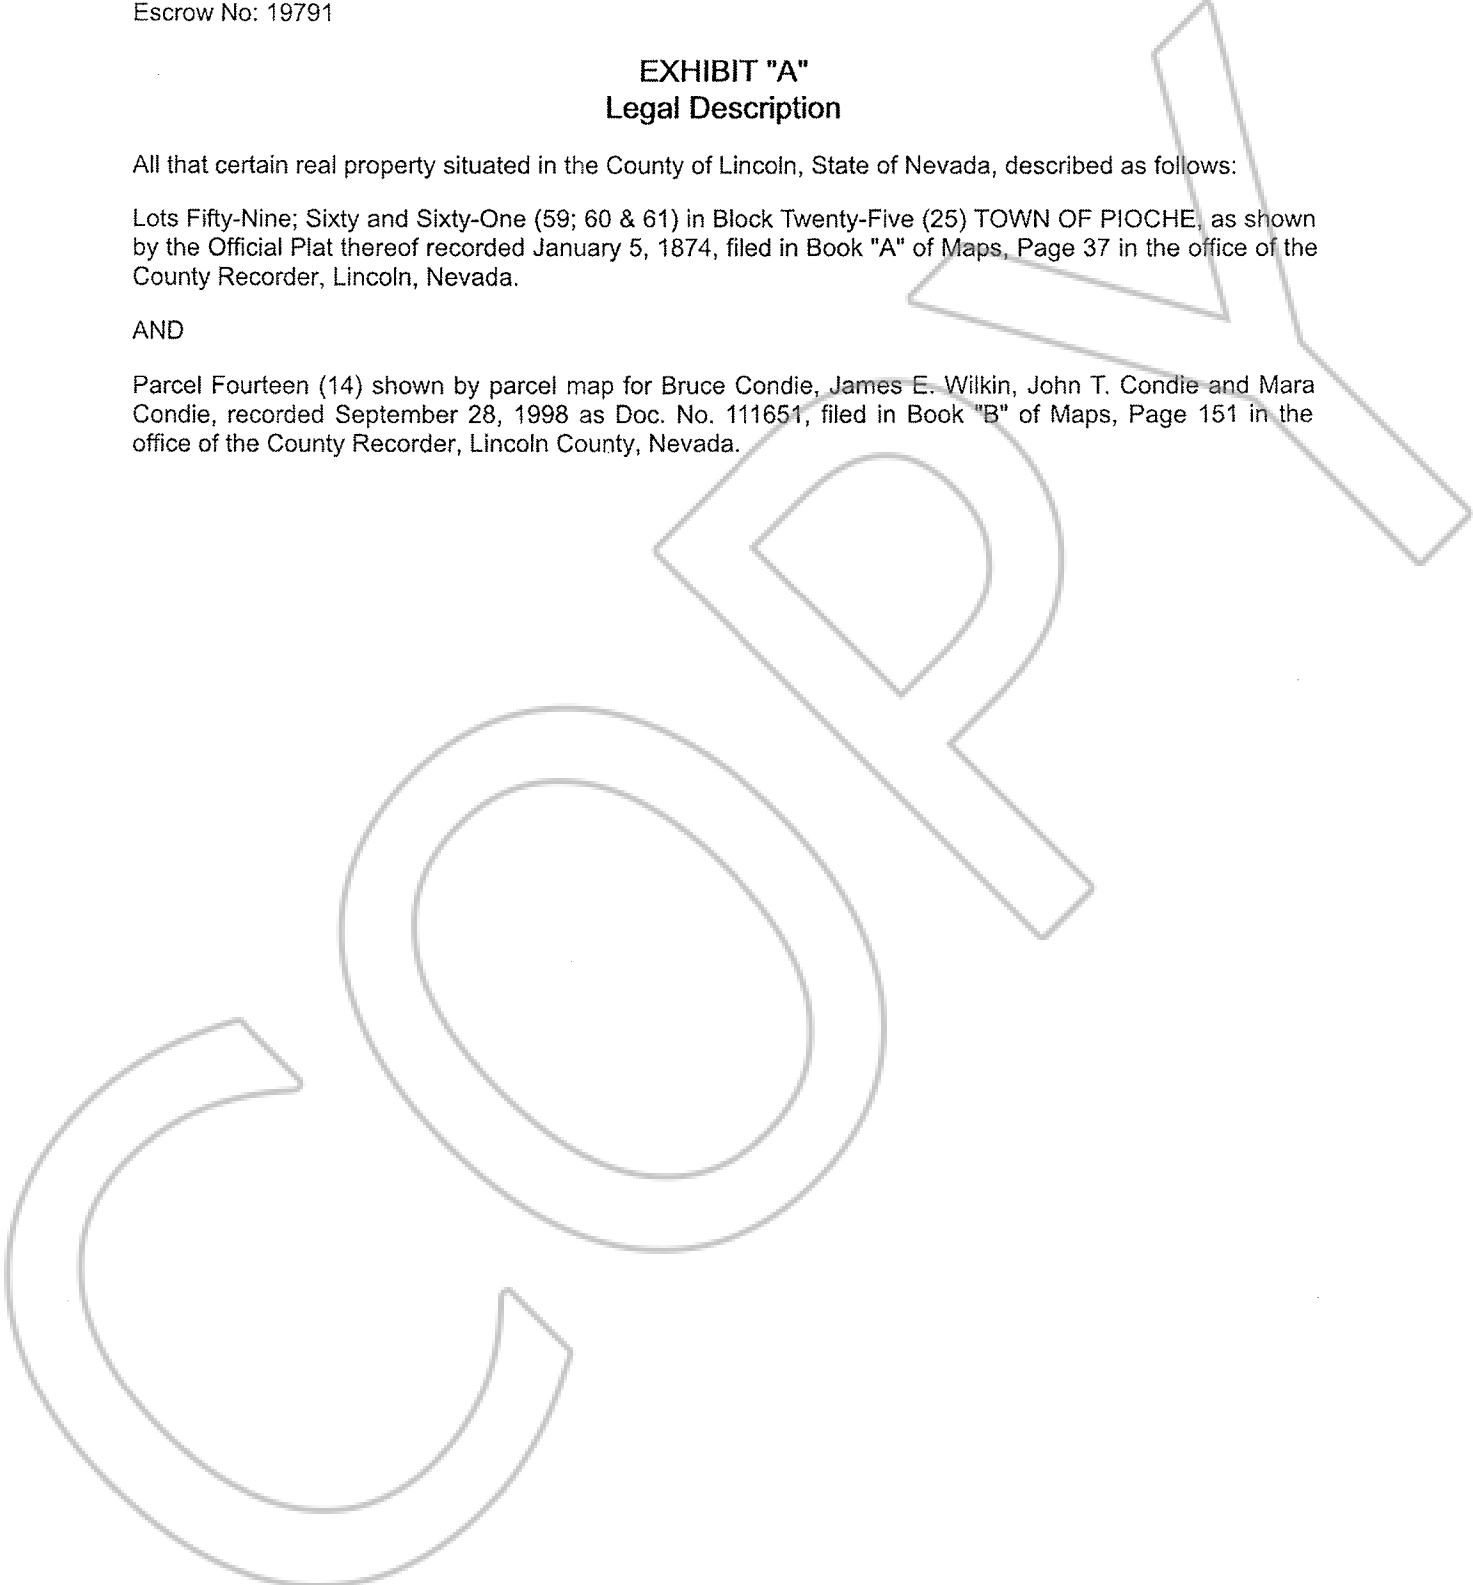 Escrow No: 19791
EXHIBIT "A"
Legal Description
All that certain real property situated in the County of Lincoln, State of Nevada, described as follows:
Lots Fifty-Nine; Sixty and Sixty-One (59; 60 & 61) in Block Twenty-Five (25) TOWN OF PIOCHE, as shown
by the Official Plat thereof recorded January 5, 1874, filed in Book "A" of Maps, Page 37 in the office of the
County Recorder, Lincoln, Nevada.
AND
Parcel Fourteen (14) shown by parcel map for Bruce Condie, James E. Wilkin, John T. Condie and Mara
Condie, recorded September 28, 1998 as Doc. No. 111651, filed in Book "B" of Maps, Page 151 in the
office of the County Recorder, Lincoln County, Nevada.
COPY